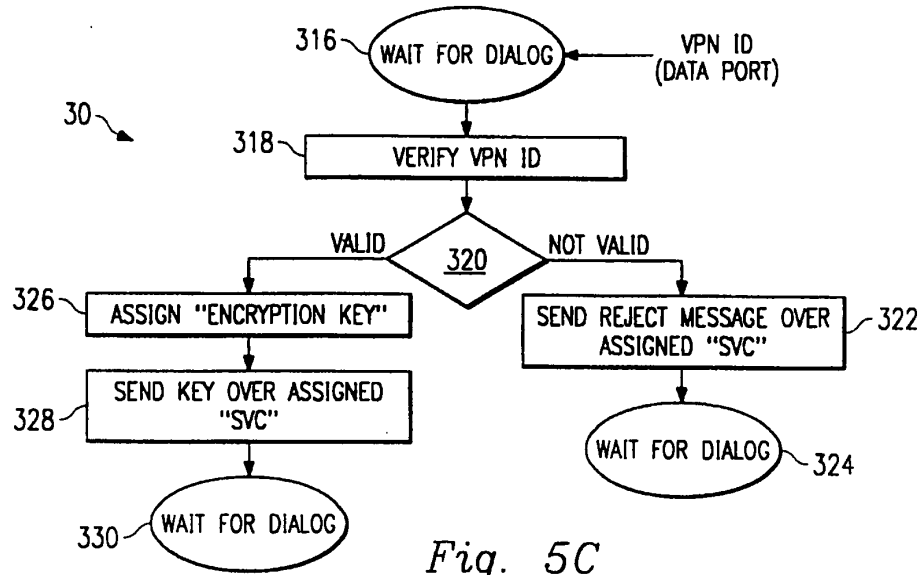 316
WAIT FOR DIALOG
VPN ID
(DATA PORT)
30
318
VERIFY VPN ID
VALID
320
NOT VALID
326
ASSIGN "ENCRYPTION KEY"
SEND REJECT MESSAGE OVER
ASSIGNED "SVC"
322
328
SEND KEY OVER ASSIGNED
"SVC"
WAIT FOR DIALOG
324
330
WAIT FOR DIALOG
Fig. 5C